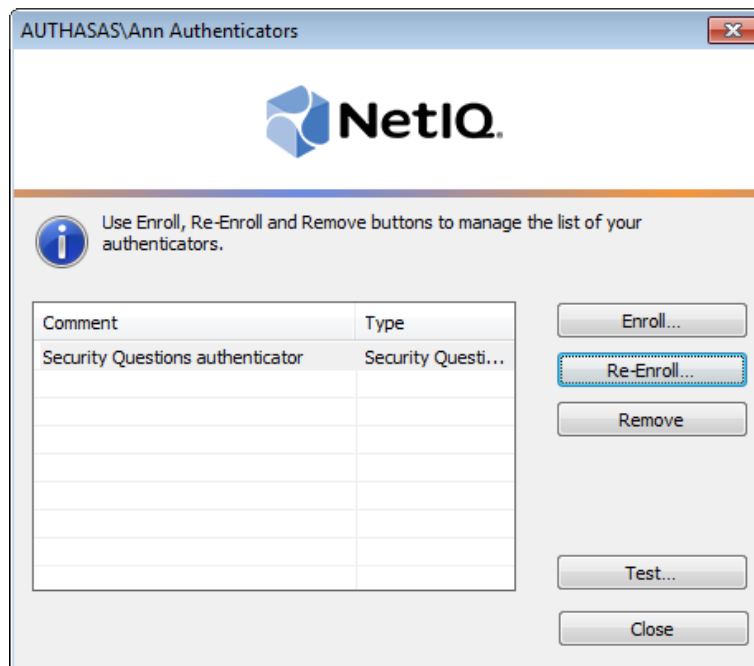 AUTHASAS\Ann Authenticators
NetIQ.
Use Enroll, Re-Enroll and Remove buttons to manage the list of your
authenticators.
Comment Type
Security Questions authenticator Security Questi...
Enroll...
Re-Enroll...
Remove
Test...
Close